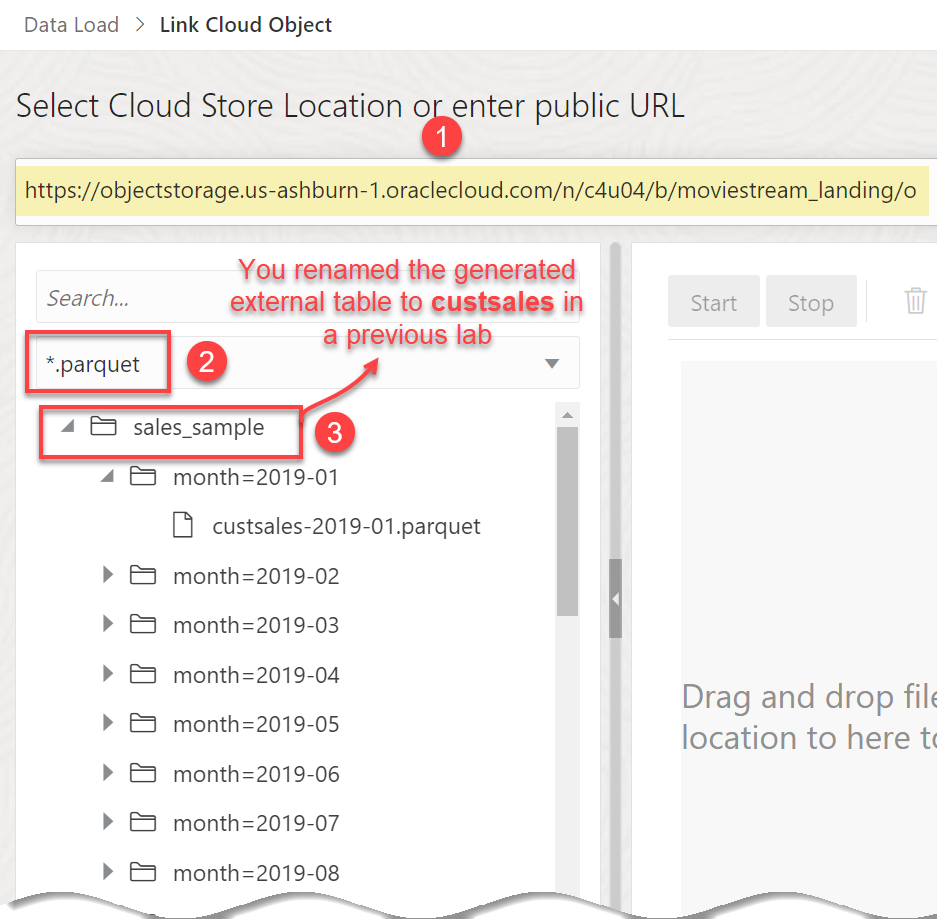 Data Load > Link Cloud Object
Select Cloud Store Location or enter public URL
1
https://objectstorage.us-ashburn-1.oraclecloud.com/n/c4u04/b/moviestream_landing/o
You renamed the generated
external table to custsales in
a previous lab
Search...
Start Stop
*.parquet
2
sales_sample
3
month=2019-01
custsales-2019-01.parquet
month=2019-02
month=2019-03
month=2019-04
month=2019-05
month=2019-06
month=2019-07
month=2019-08
Drag and drop file
location to here to